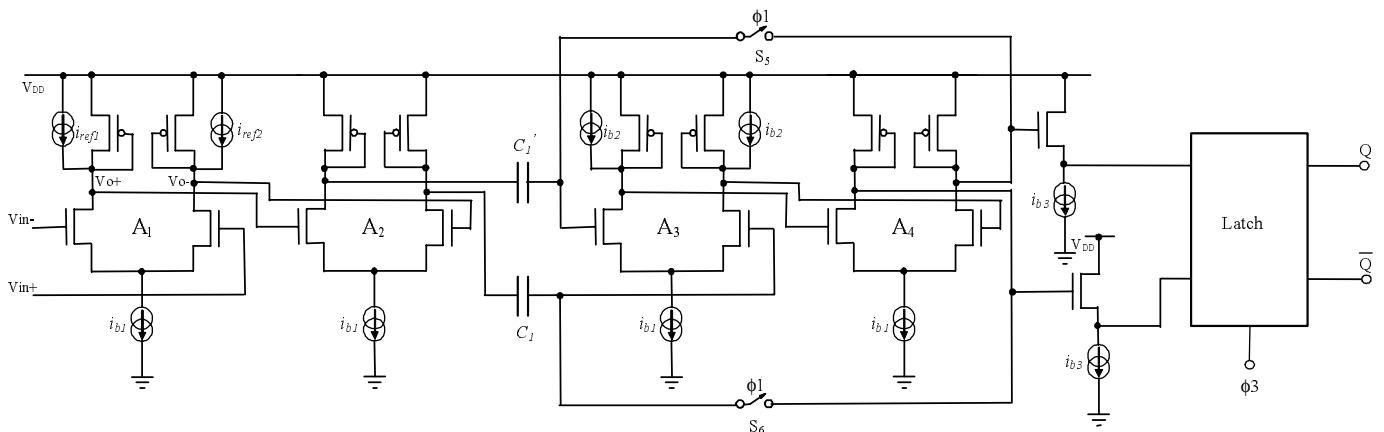 ϕ1
S5
VDD
iref1
iref2
C1'
ib2
ib2
Vo+
Vo-
Vin-
A1
A2
A3
A4
ib3
Latch
Q
VDD
Q̅
Vin+
ib1
ib1
C1
ib1
ib1
ib3
ϕ3
ϕ1
S6